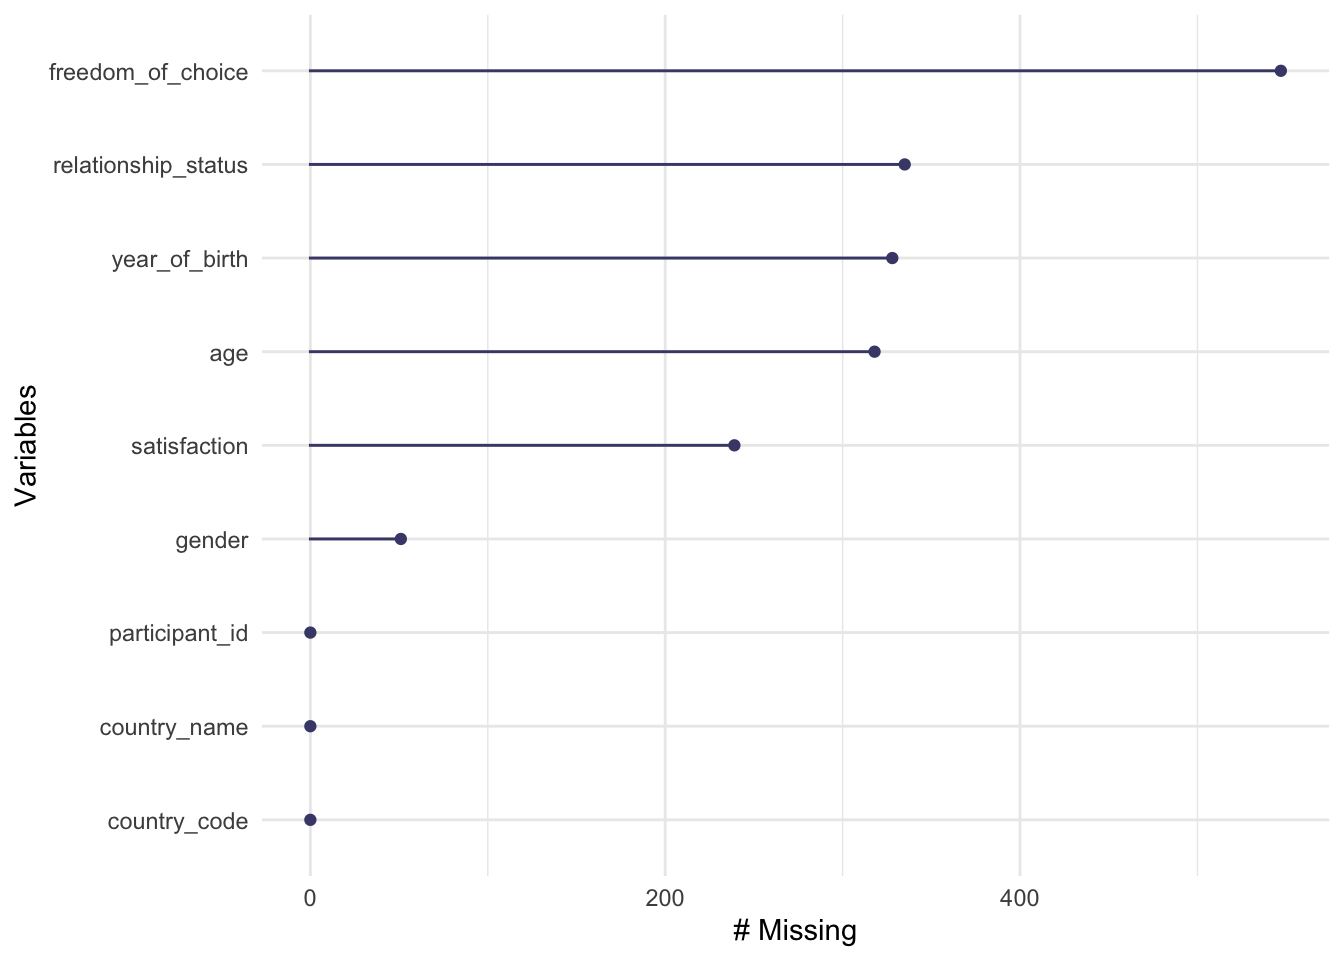 freedom_of_choice
relationship_status
year_of_birth
age
satisfaction
gender
participant_id
country_name
country_code
Variables
0 200 400
# Missing